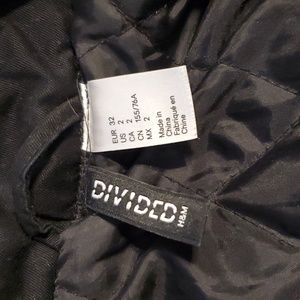 EUR 32
US 2
CA 2
CN 155/76A
MX 2
Made in
China
Fabriqué en
Chine
DIVIDED
H&M